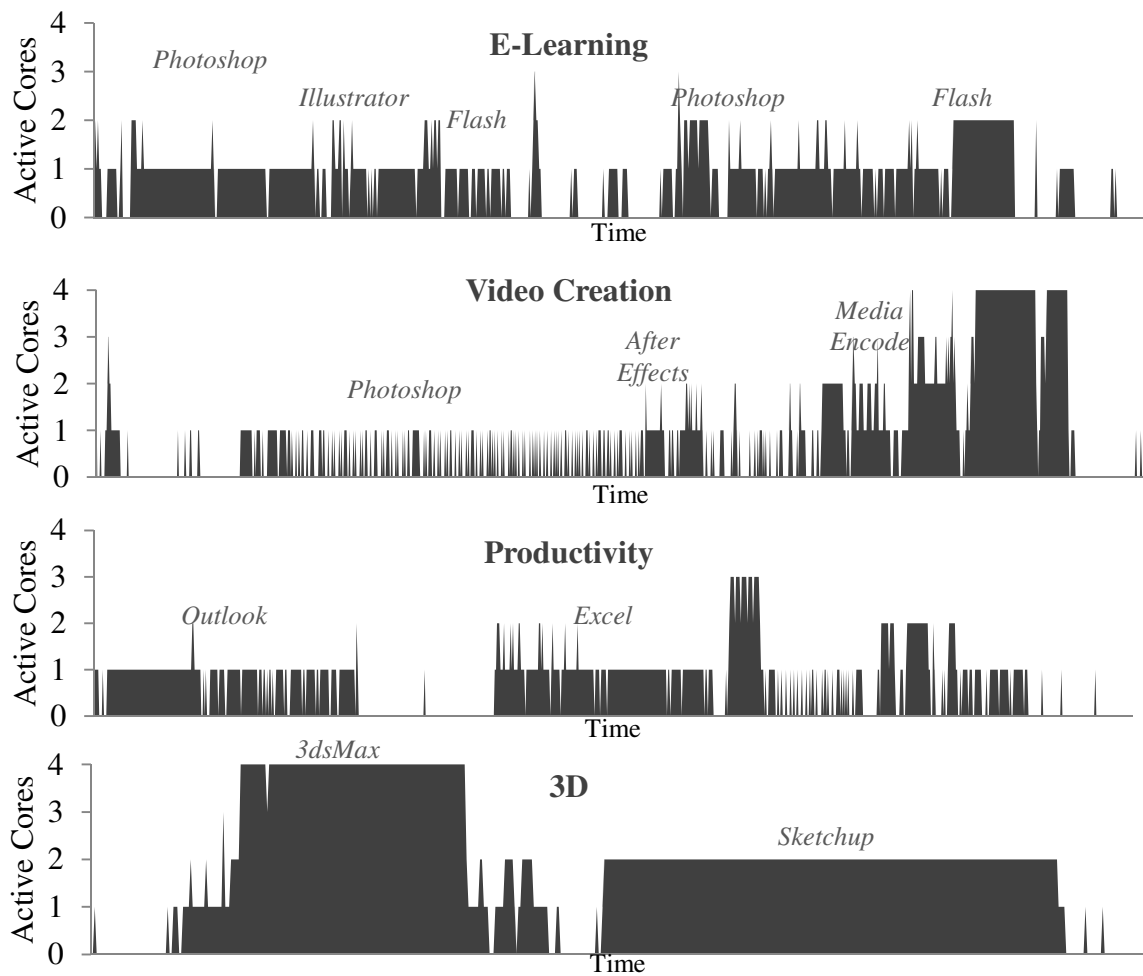 E-Learning
Active Cores
4
3
2
1
0
Photoshop
Illustrator
Flash
Photoshop
Flash
Time
Video Creation
Active Cores
4
3
2
1
0
Photoshop
After
Effects
Media
Encode
Time
Productivity
Active Cores
4
3
2
1
0
Outlook
Excel
Time
3D
Active Cores
4
3
2
1
0
3dsMax
Sketchup
Time